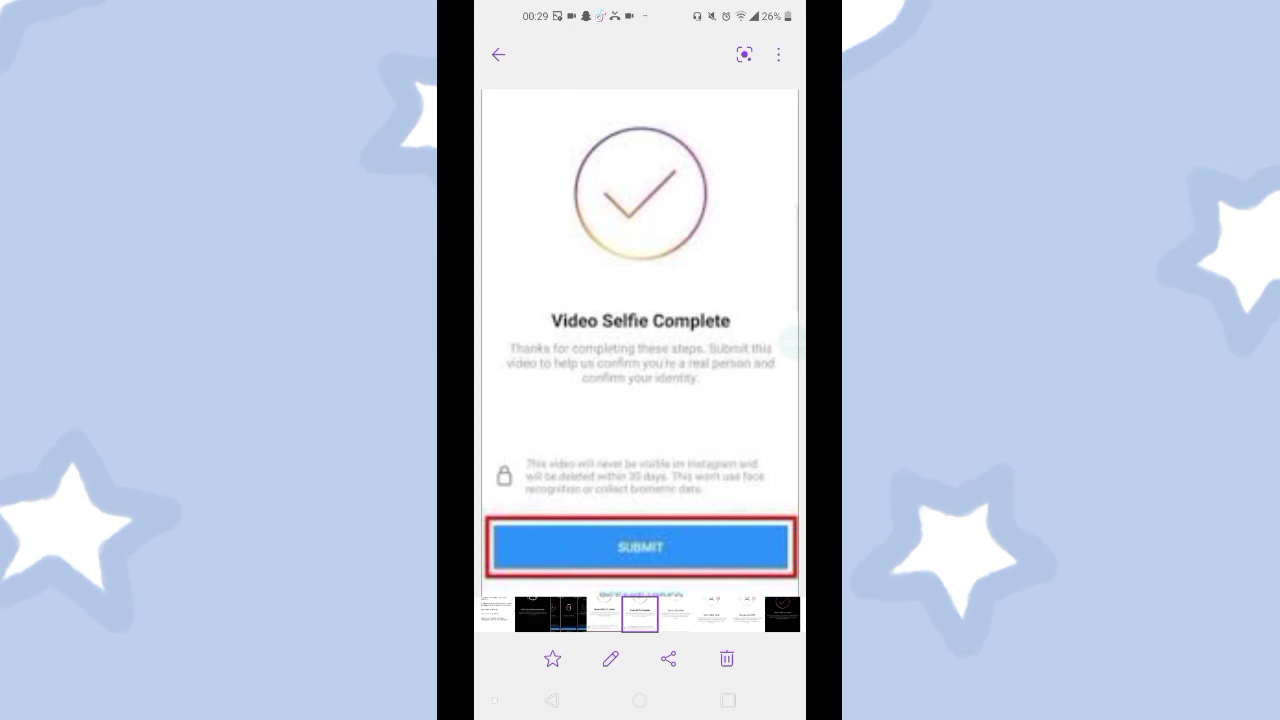 00:29
26%
Video Selfie Complete
Thanks for completing these steps. Submit this
video to help us confirm you're a real person and
confirm your identity.
This video will never be visible on Instagram and
will be deleted within 30 days. This won't use face
recognition or collect biometric data.
SUBMIT